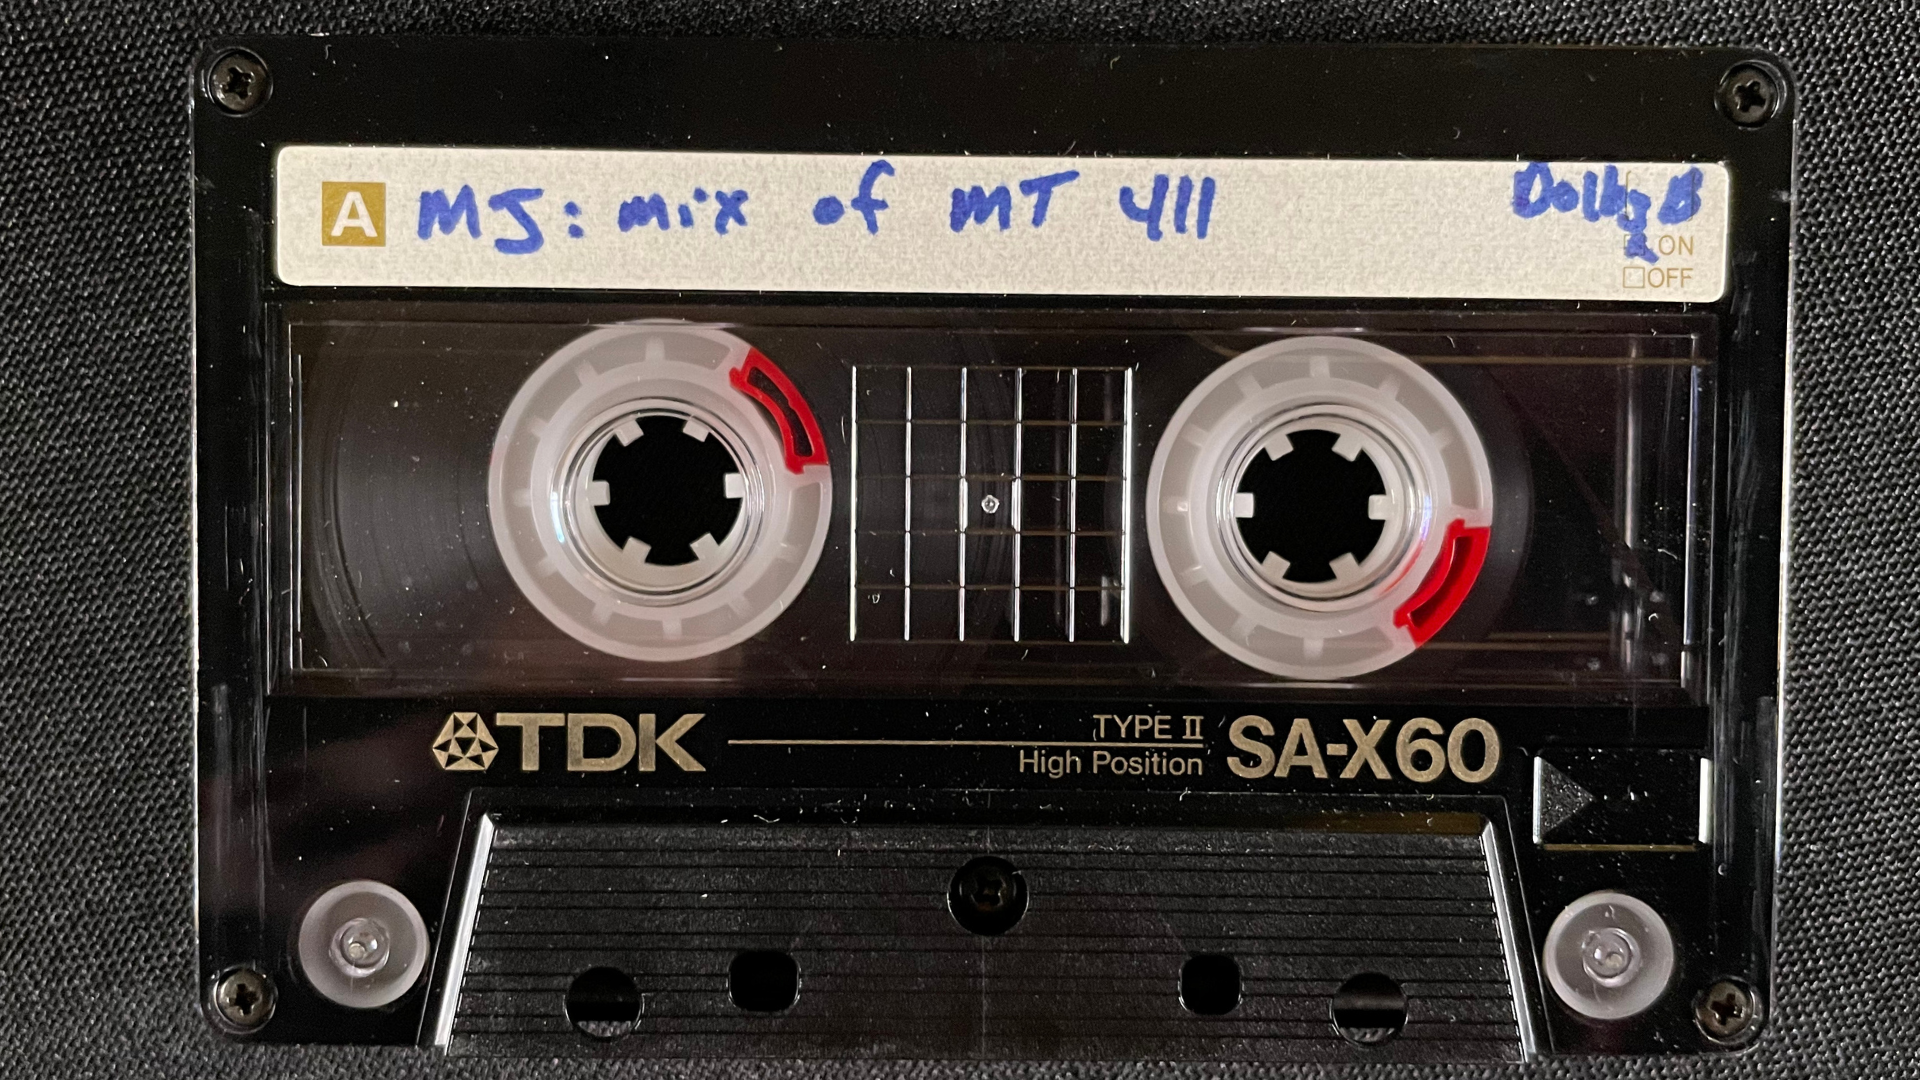 A MJ: mix of MT 411
Dolby B
ON
OFF
TDK
TYPE II
High Position
SA-X60